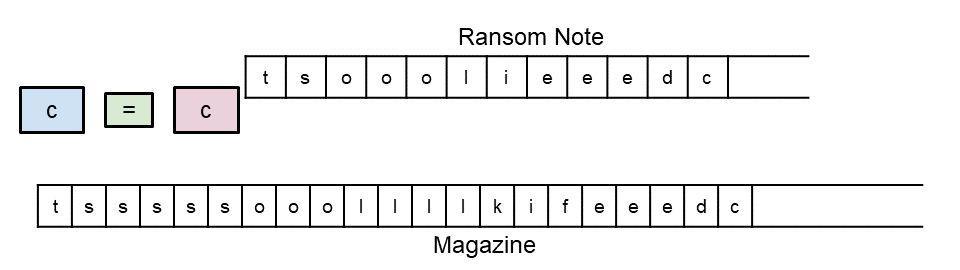 Ransom Note
t s o o o l i e e e d c
c = c
t s s s s s o o o l l l l k i f e e e d c
Magazine